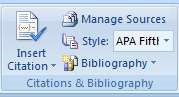 Manage Sources
Insert Citation
Style: APA Fifth
Bibliography
Citations & Bibliography